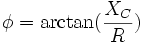 ϕ = arctan(X_C/R)